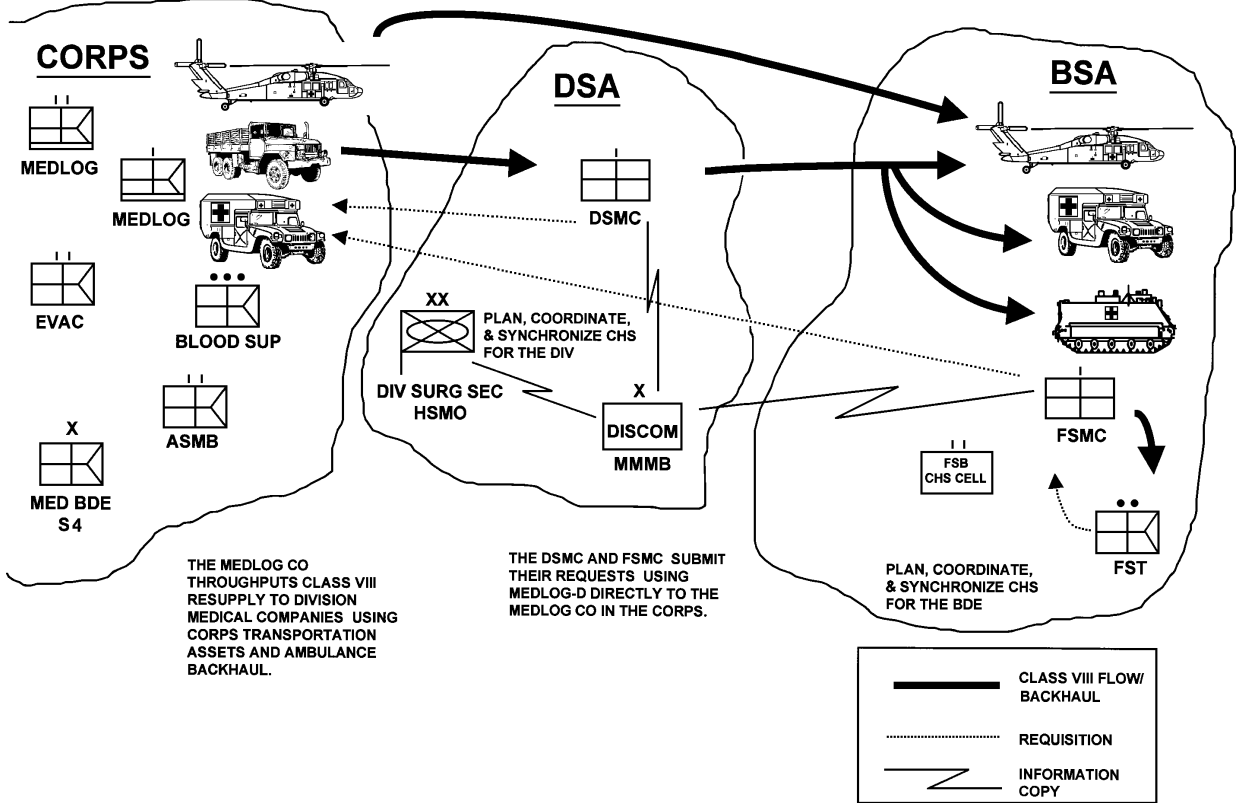 CORPS
MEDLOG
MEDLOG
EVAC
BLOOD SUP
ASMB
X
MED BDE
S4
DSA
DSMC
XX
PLAN, COORDINATE,
& SYNCHRONIZE CHS
FOR THE DIV
DIV SURG SEC
HSMO
X
DISCOM
MMMB
BSA
FSMC
FSB
CHS CELL
FST
PLAN, COORDINATE,
& SYNCHRONIZE CHS
FOR THE BDE
THE MEDLOG CO
THROUGHPUTS CLASS VIII
RESUPPLY TO DIVISION
MEDICAL COMPANIES USING
CORPS TRANSPORTATION
ASSETS AND AMBULANCE
BACKHAUL.
THE DSMC AND FSMC SUBMIT
THEIR REQUESTS USING
MEDLOG-D DIRECTLY TO THE
MEDLOG CO IN THE CORPS.
CLASS VIII FLOW/
BACKHAUL
REQUISITION
INFORMATION
COPY